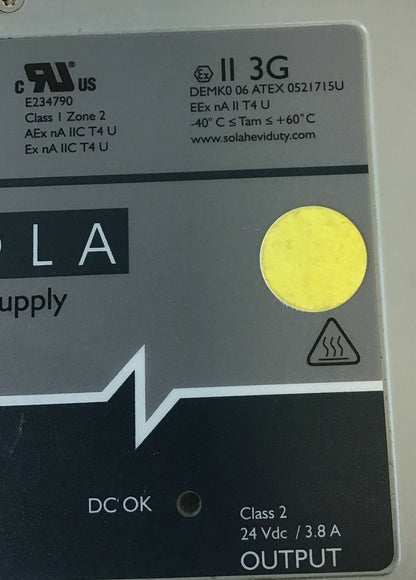 c RU® US
E234790
Class I Zone 2
AEx nA IIC T4 U
Ex nA IIC T4 U
Ex II 3G
DEMK0 06 ATEX 0521715U
EEx nA II T4 U
-40° C ≤ Tam ≤ +60°C
www.solaheviduty.com
OLA
upply
DC OK
Class 2
24 Vdc / 3.8 A
OUTPUT